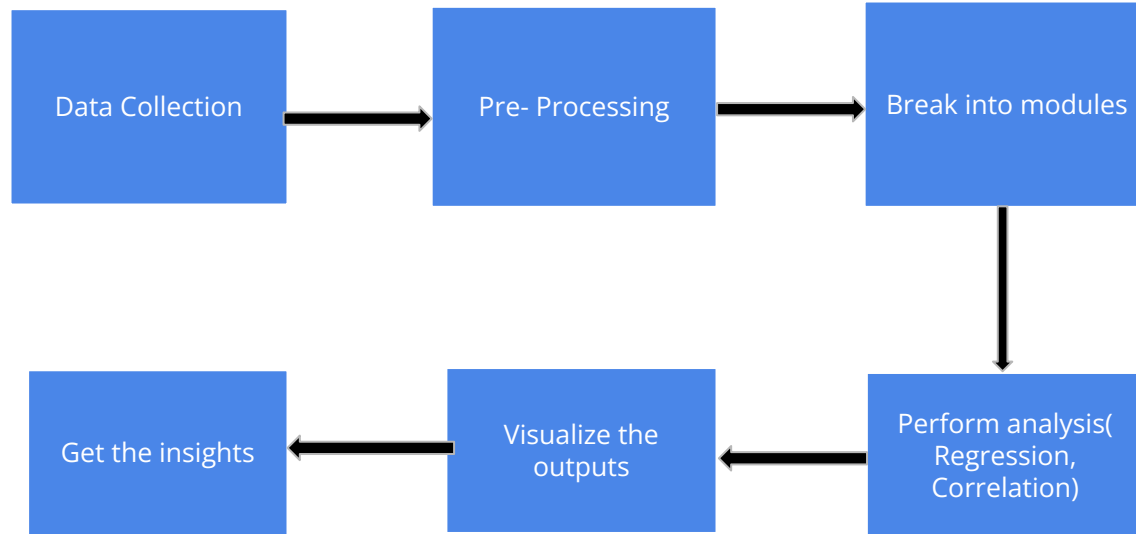 Data Collection
Pre- Processing
Break into modules
Perform analysis(
Regression,
Correlation)
Visualize the
outputs
Get the insights